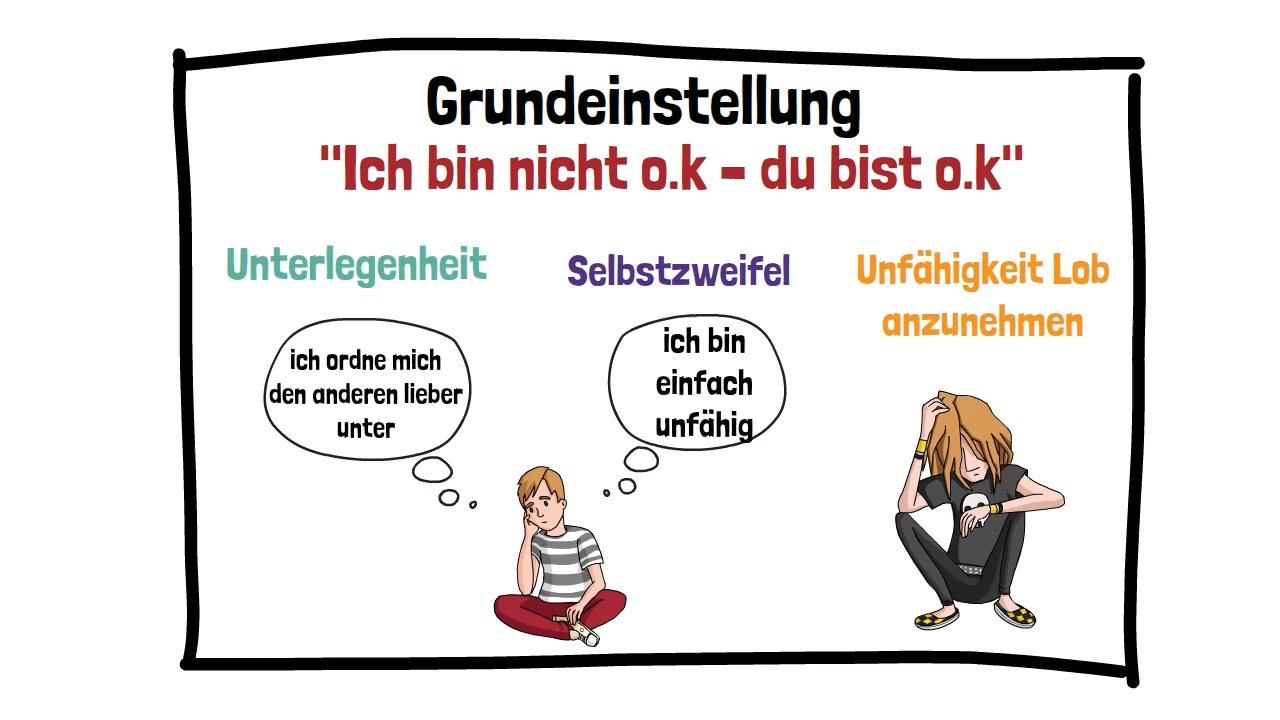 Grundeinstellung
"Ich bin nicht o.k - du bist o.k"
Unterlegenheit
Selbstzweifel
Unfähigkeit Lob
anzunehmen
ich ordne mich
den anderen lieber
unter
ich bin
einfach
unfähig